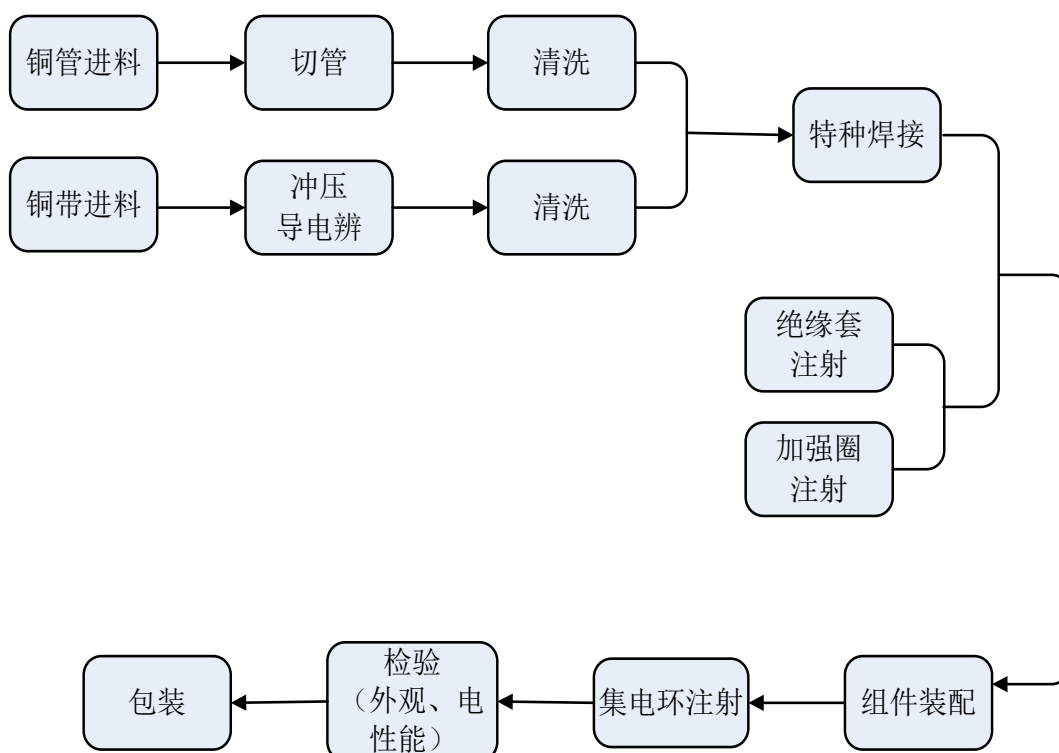 铜管进料
切管
清洗
特种焊接
铜带进料
冲压
导电辨
清洗
绝缘套
注射
加强圈
注射
包装
检验
（外观、电
性能）
集电环注射
组件装配